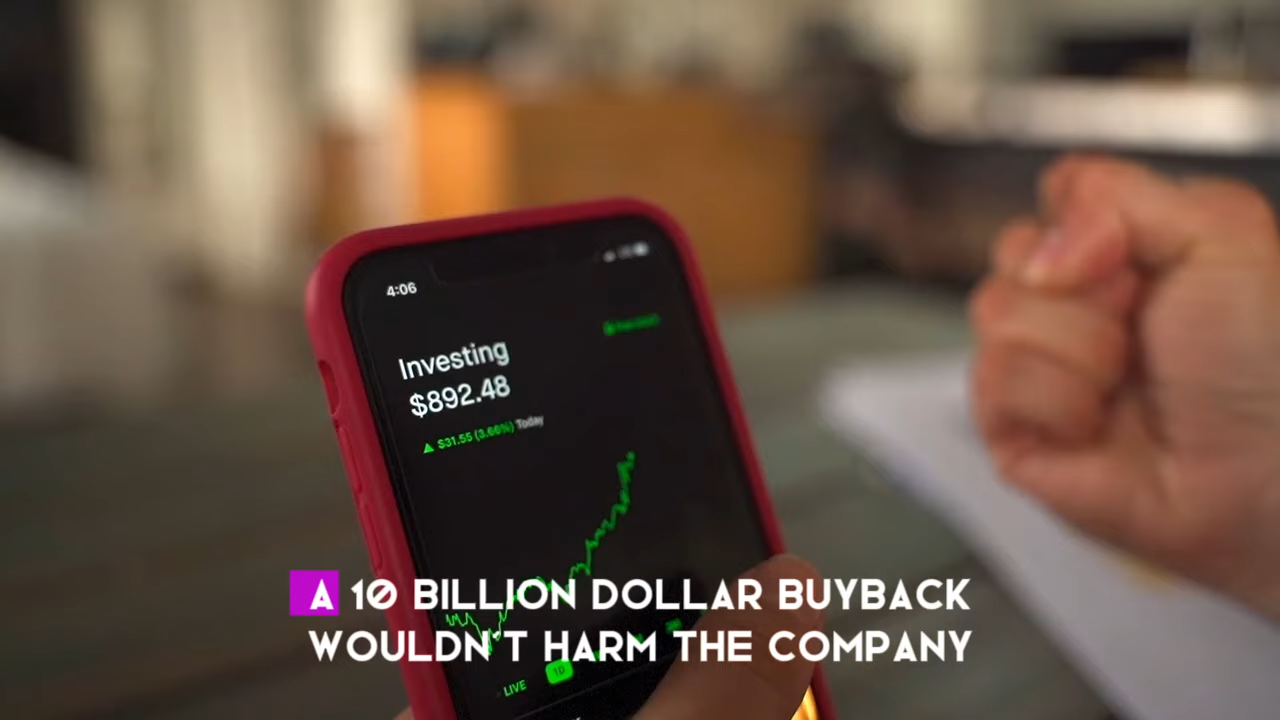 4:06
Investing
$892.48
▲ $31.55 (3.66%) Today
A 10 BILLION DOLLAR BUYBACK
WOULDN'T HARM THE COMPANY
LIVE
1D